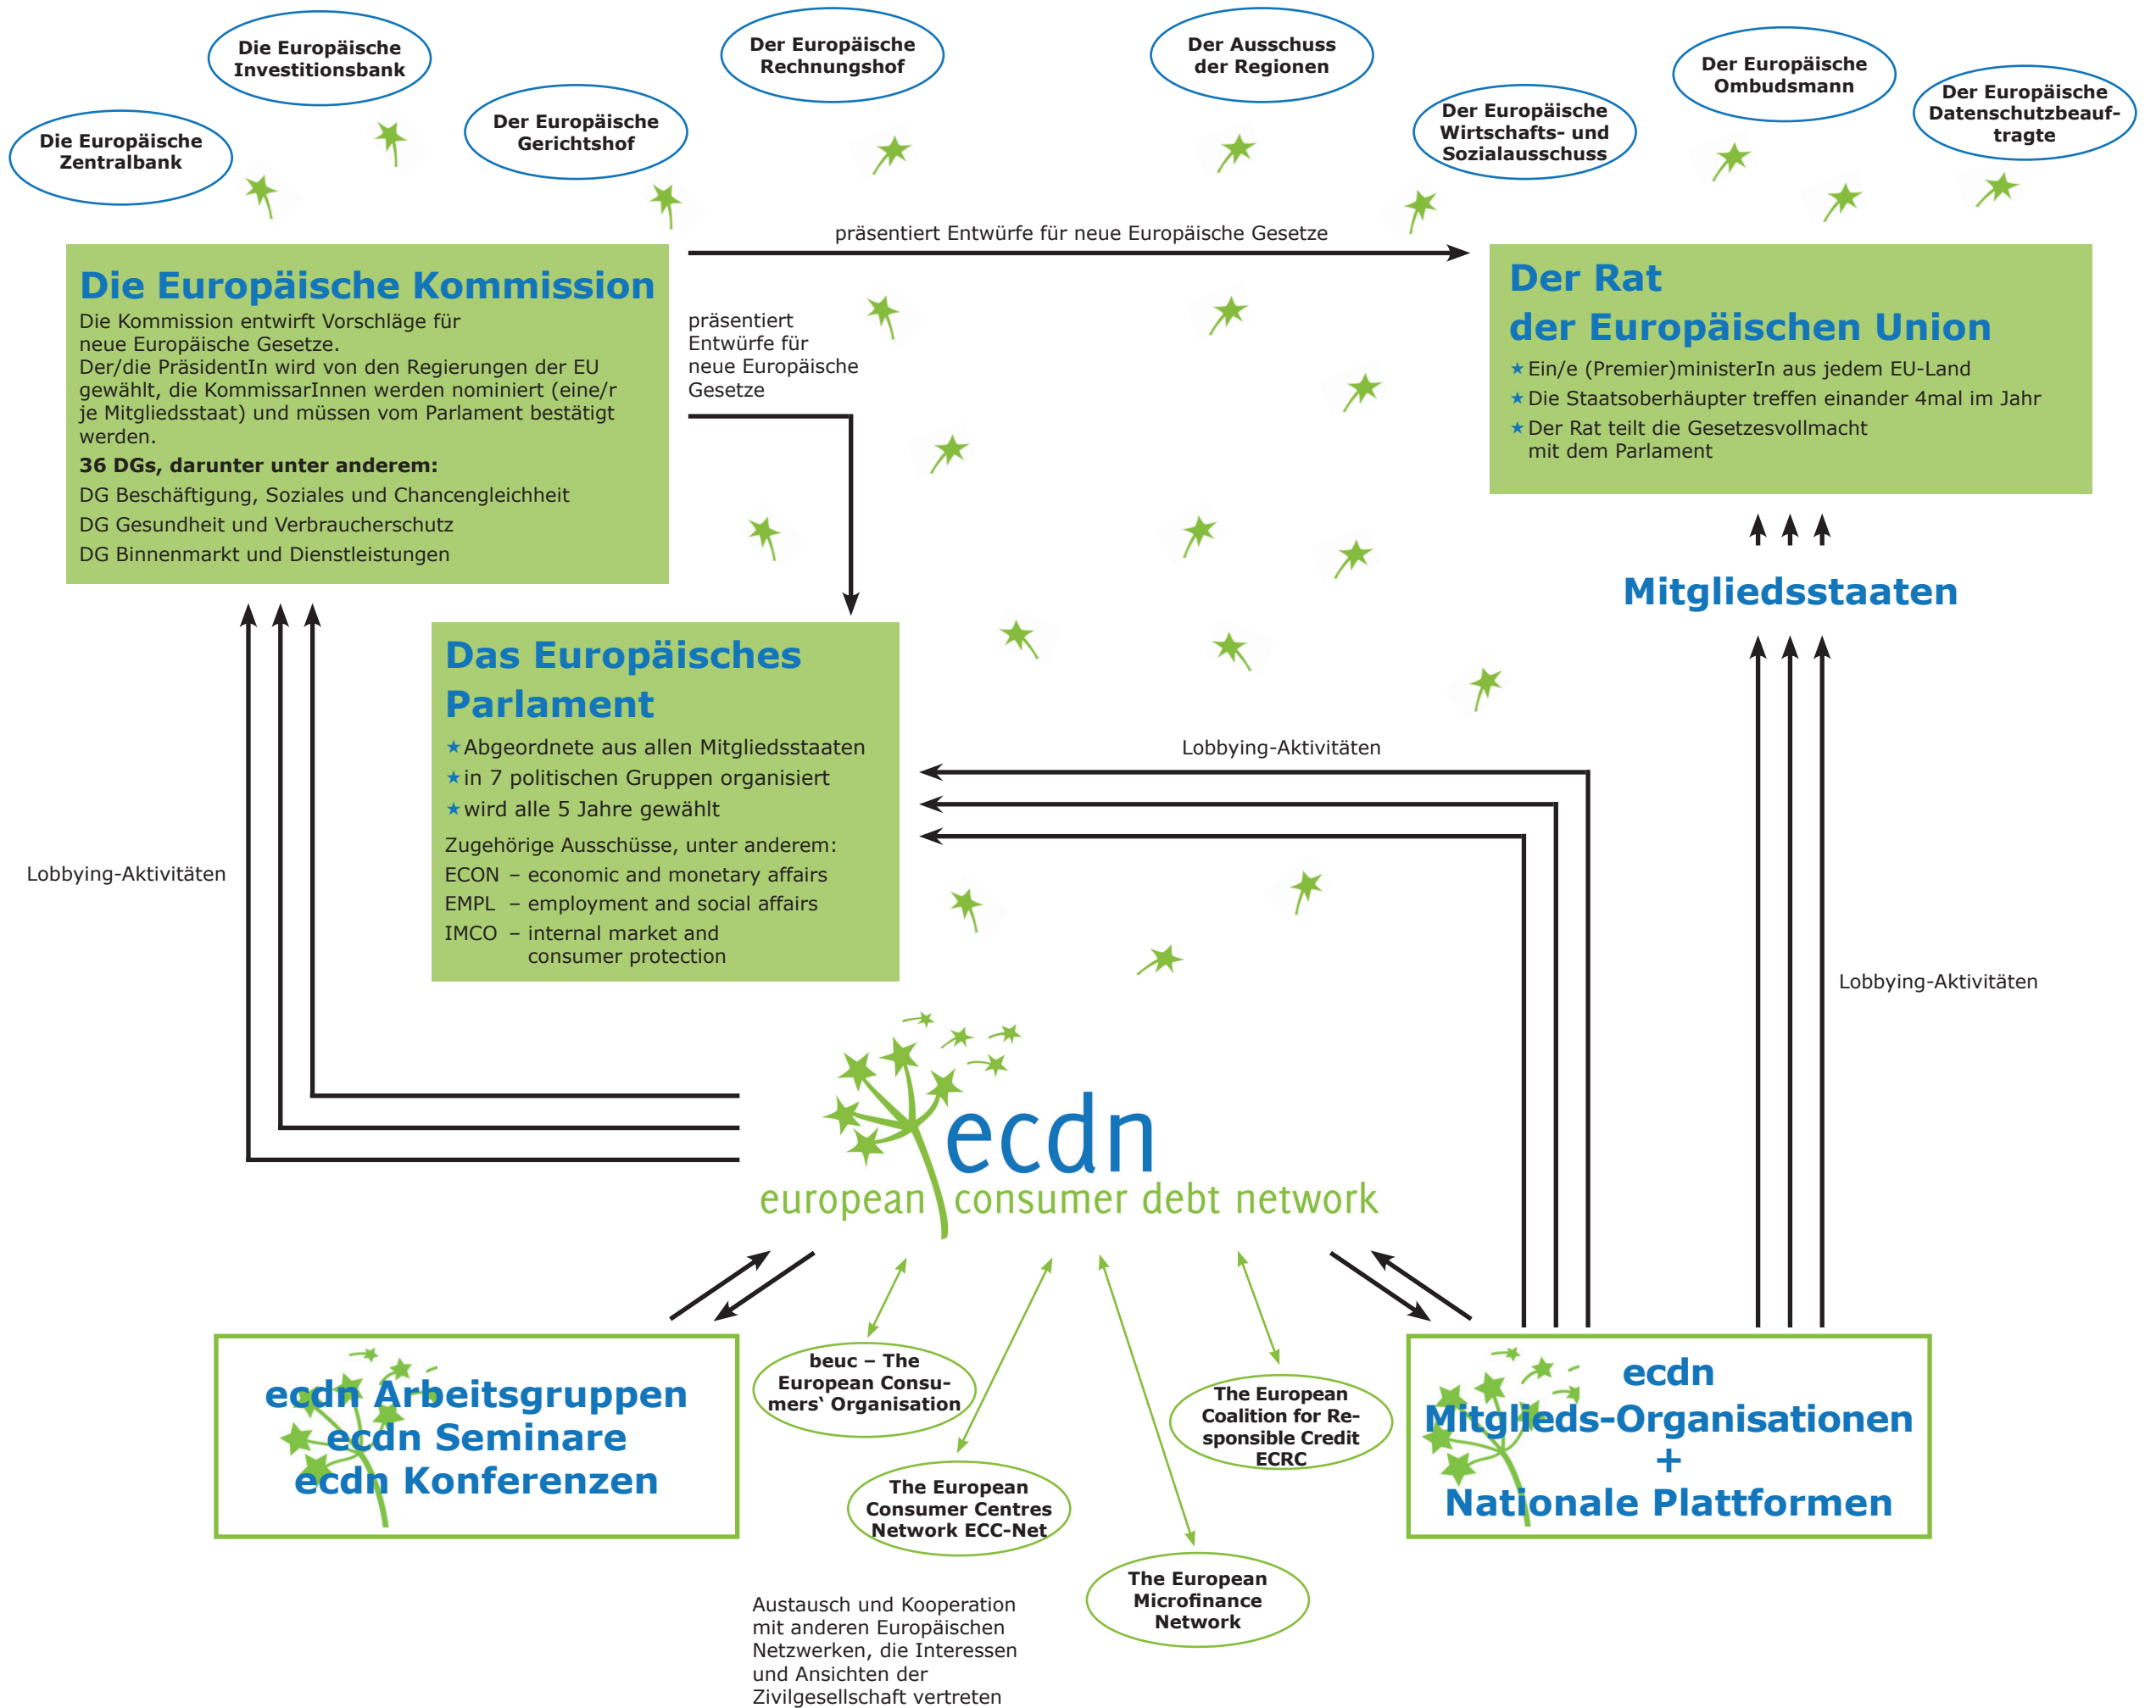 Die Europäische
Investitionsbank
Der Europäische
Rechnungshof
Der Ausschuss
der Regionen
Der Europäische
Ombudsmann
Der Europäische
Datenschutzbeauf-
tragte
Die Europäische
Zentralbank
Der Europäische
Gerichtshof
Der Europäische
Wirtschafts- und
Sozialausschuss
präsentiert Entwürfe für neue Europäische Gesetze
Die Europäische Kommission
Die Kommission entwirft Vorschläge für
neue Europäische Gesetze.
Der/die PräsidentIn wird von den Regierungen der EU
gewählt, die KommissarInnen werden nominiert (eine/r
je Mitgliedsstaat) und müssen vom Parlament bestätigt
werden.
36 DGs, darunter unter anderem:
DG Beschäftigung, Soziales und Chancengleichheit
DG Gesundheit und Verbraucherschutz
DG Binnenmarkt und Dienstleistungen
präsentiert
Entwürfe für
neue Europäische
Gesetze
Der Rat
der Europäischen Union
Ein/e (Premier)ministerIn aus jedem EU-Land
Die Staatsoberhäupter treffen einander 4mal im Jahr
Der Rat teilt die Gesetzesvollmacht
mit dem Parlament
Mitgliedsstaaten
Das Europäisches
Parlament
Abgeordnete aus allen Mitgliedsstaaten
in 7 politischen Gruppen organisiert
wird alle 5 Jahre gewählt
Zugehörige Ausschüsse, unter anderem:
ECON – economic and monetary affairs
EMPL – employment and social affairs
IMCO – internal market and
consumer protection
Lobbying-Aktivitäten
Lobbying-Aktivitäten
Lobbying-Aktivitäten
ecdn
european consumer debt network
ecdn Arbeitsgruppen
ecdn Seminare
ecdn Konferenzen
beuc – The
European Consu-
mers‘ Organisation
The European
Consumer Centres
Network ECC-Net
The European
Microfinance
Network
The European
Coalition for Re-
sponsible Credit
ECRC
ecdn
Mitglieds-Organisationen
+
Nationale Plattformen
Austausch und Kooperation
mit anderen Europäischen
Netzwerken, die Interessen
und Ansichten der
Zivilgesellschaft vertreten